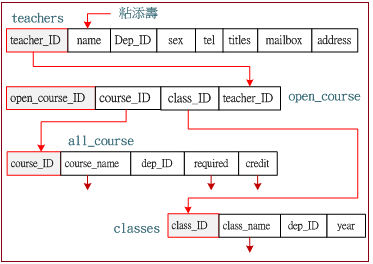 teachers
粘添壽
teacher_ID name Dep_ID sex tel titles mailbox address
open_course_ID course_ID class_ID teacher_ID
open_course
all_course
course_ID course_name dep_ID required credit
classes
class_ID class_name dep_ID year